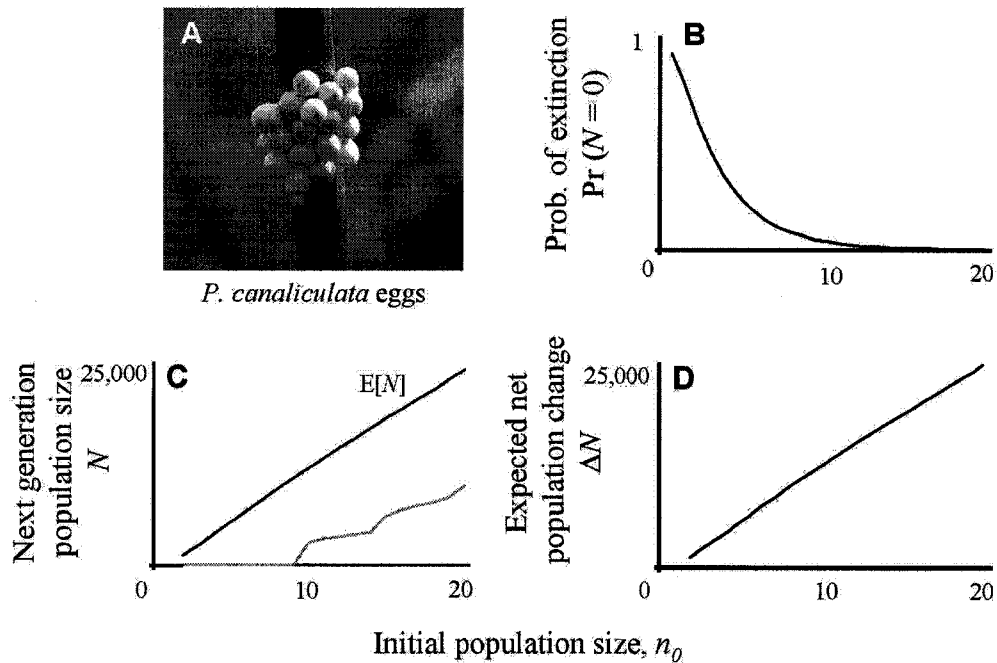 A
P. canaliculata eggs
B
1
Prob. of extinction
Pr (N = 0)
0
10
20
C
25,000
E[N]
Next generation
population size
N
0
10
20
D
25,000
Expected net
population change
ΔN
0
10
20
Initial population size, n₀